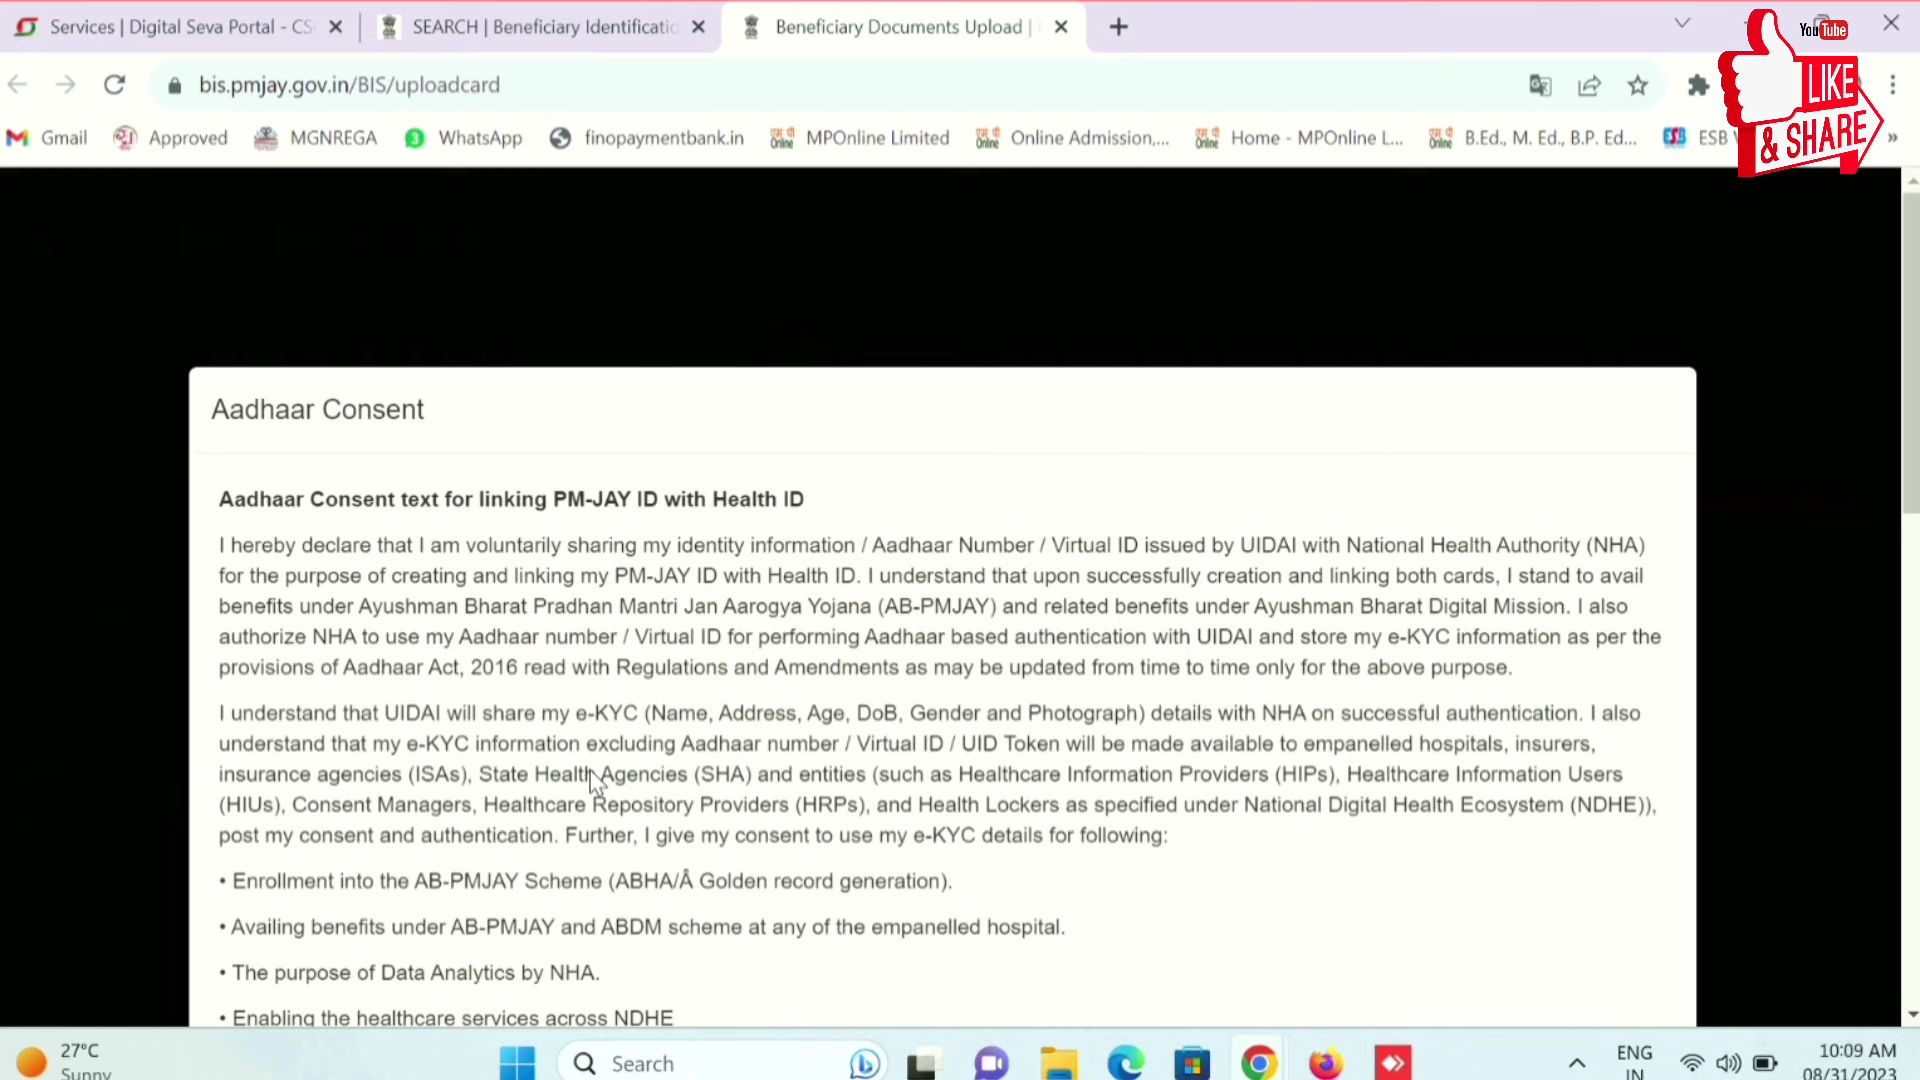 Services | Digital Seva Portal - CS
SEARCH | Beneficiary Identificatio
Beneficiary Documents Upload |
You Tube
bis.pmjay.gov.in/BIS/uploadcard
LIKE
& SHARE
Gmail
Approved
MGNREGA
WhatsApp
finopaymentbank.in
MPOnline Limited
Online Admission,...
Home - MPOnline L...
B.Ed., M. Ed., B.P. Ed...
ESB
Aadhaar Consent
Aadhaar Consent text for linking PM-JAY ID with Health ID
I hereby declare that I am voluntarily sharing my identity information / Aadhaar Number / Virtual ID issued by UIDAI with National Health Authority (NHA)
for the purpose of creating and linking my PM-JAY ID with Health ID. I understand that upon successfully creation and linking both cards, I stand to avail
benefits under Ayushman Bharat Pradhan Mantri Jan Aarogya Yojana (AB-PMJAY) and related benefits under Ayushman Bharat Digital Mission. I also
authorize NHA to use my Aadhaar number / Virtual ID for performing Aadhaar based authentication with UIDAI and store my e-KYC information as per the
provisions of Aadhaar Act, 2016 read with Regulations and Amendments as may be updated from time to time only for the above purpose.
I understand that UIDAI will share my e-KYC (Name, Address, Age, DoB, Gender and Photograph) details with NHA on successful authentication. I also
understand that my e-KYC information excluding Aadhaar number / Virtual ID / UID Token will be made available to empanelled hospitals, insurers,
insurance agencies (ISAs), State Health Agencies (SHA) and entities (such as Healthcare Information Providers (HIPs), Healthcare Information Users
(HIUs), Consent Managers, Healthcare Repository Providers (HRPs), and Health Lockers as specified under National Digital Health Ecosystem (NDHE)),
post my consent and authentication. Further, I give my consent to use my e-KYC details for following:
• Enrollment into the AB-PMJAY Scheme (ABHA/Â Golden record generation).
• Availing benefits under AB-PMJAY and ABDM scheme at any of the empanelled hospital.
• The purpose of Data Analytics by NHA.
• Enabling the healthcare services across NDHE
27°C
Sunny
Search
ENG
IN
10:09 AM
08/31/2023